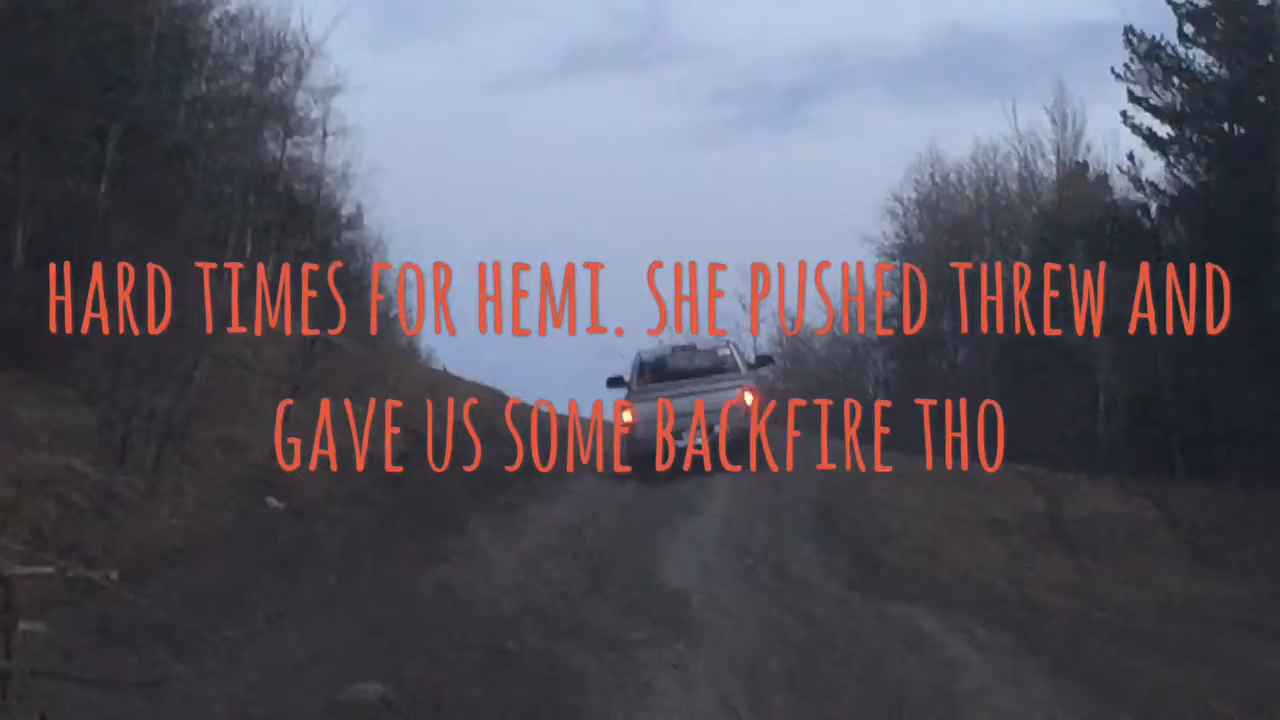 HARD TIMES FOR HEMI. SHE PUSHED THREW AND
GAVE US SOME BACKFIRE THO